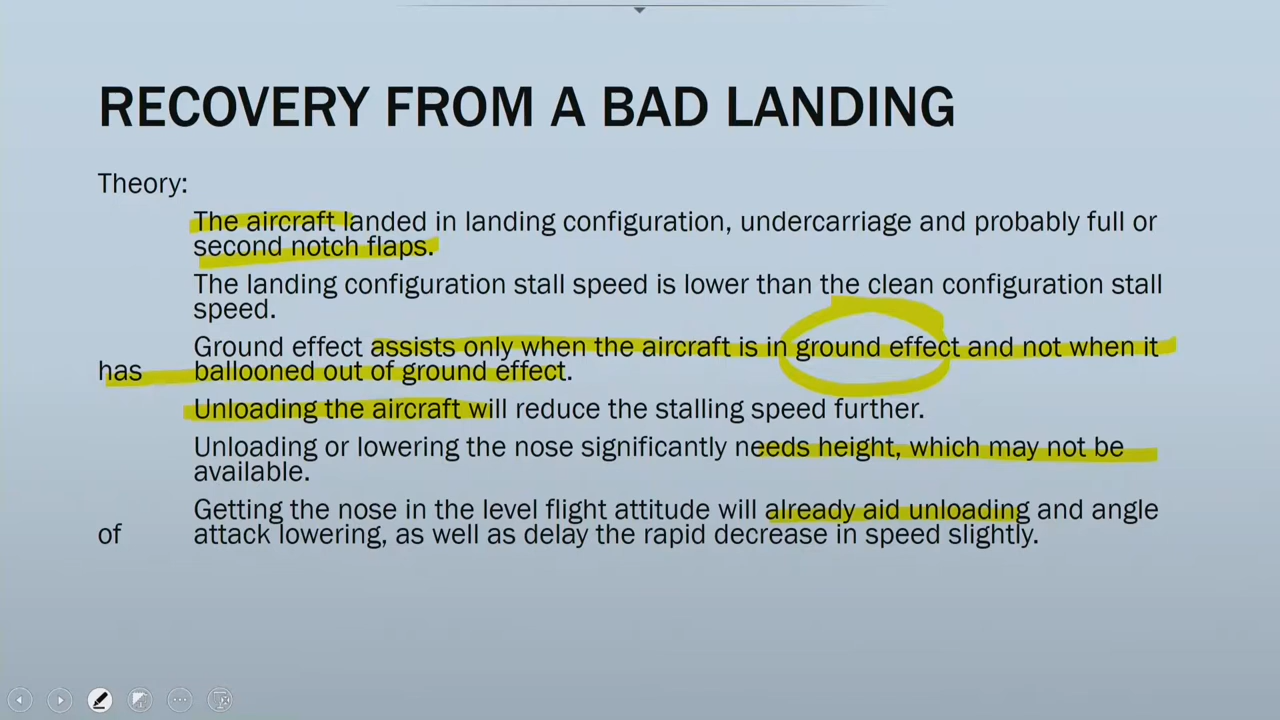 RECOVERY FROM A BAD LANDING
Theory:
The aircraft landed in landing configuration, undercarriage and probably full or
second notch flaps.
The landing configuration stall speed is lower than the clean configuration stall
speed.
Ground effect assists only when the aircraft is in ground effect and not when it
has ballooned out of ground effect.
Unloading the aircraft will reduce the stalling speed further.
Unloading or lowering the nose significantly needs height, which may not be
available.
Getting the nose in the level flight attitude will already aid unloading and angle
of attack lowering, as well as delay the rapid decrease in speed slightly.